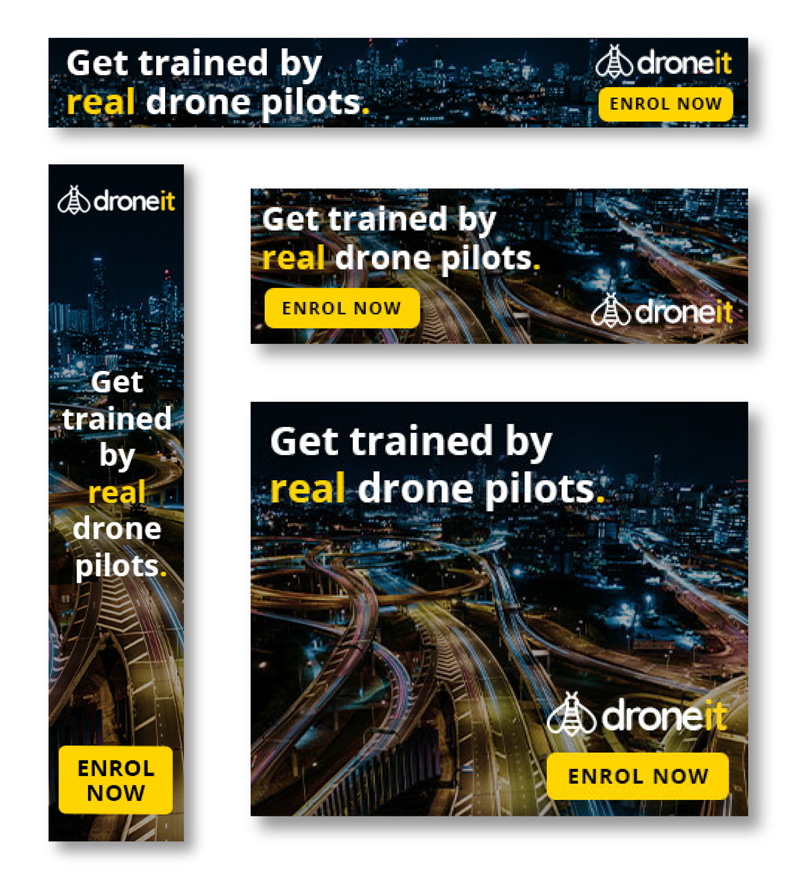 Get trained by
real drone pilots.
droneit
ENROL NOW
droneit
Get
trained
by
real
drone
pilots.
ENROL
NOW
Get trained by
real drone pilots.
ENROL NOW
droneit
Get trained by
real drone pilots.
droneit
ENROL NOW